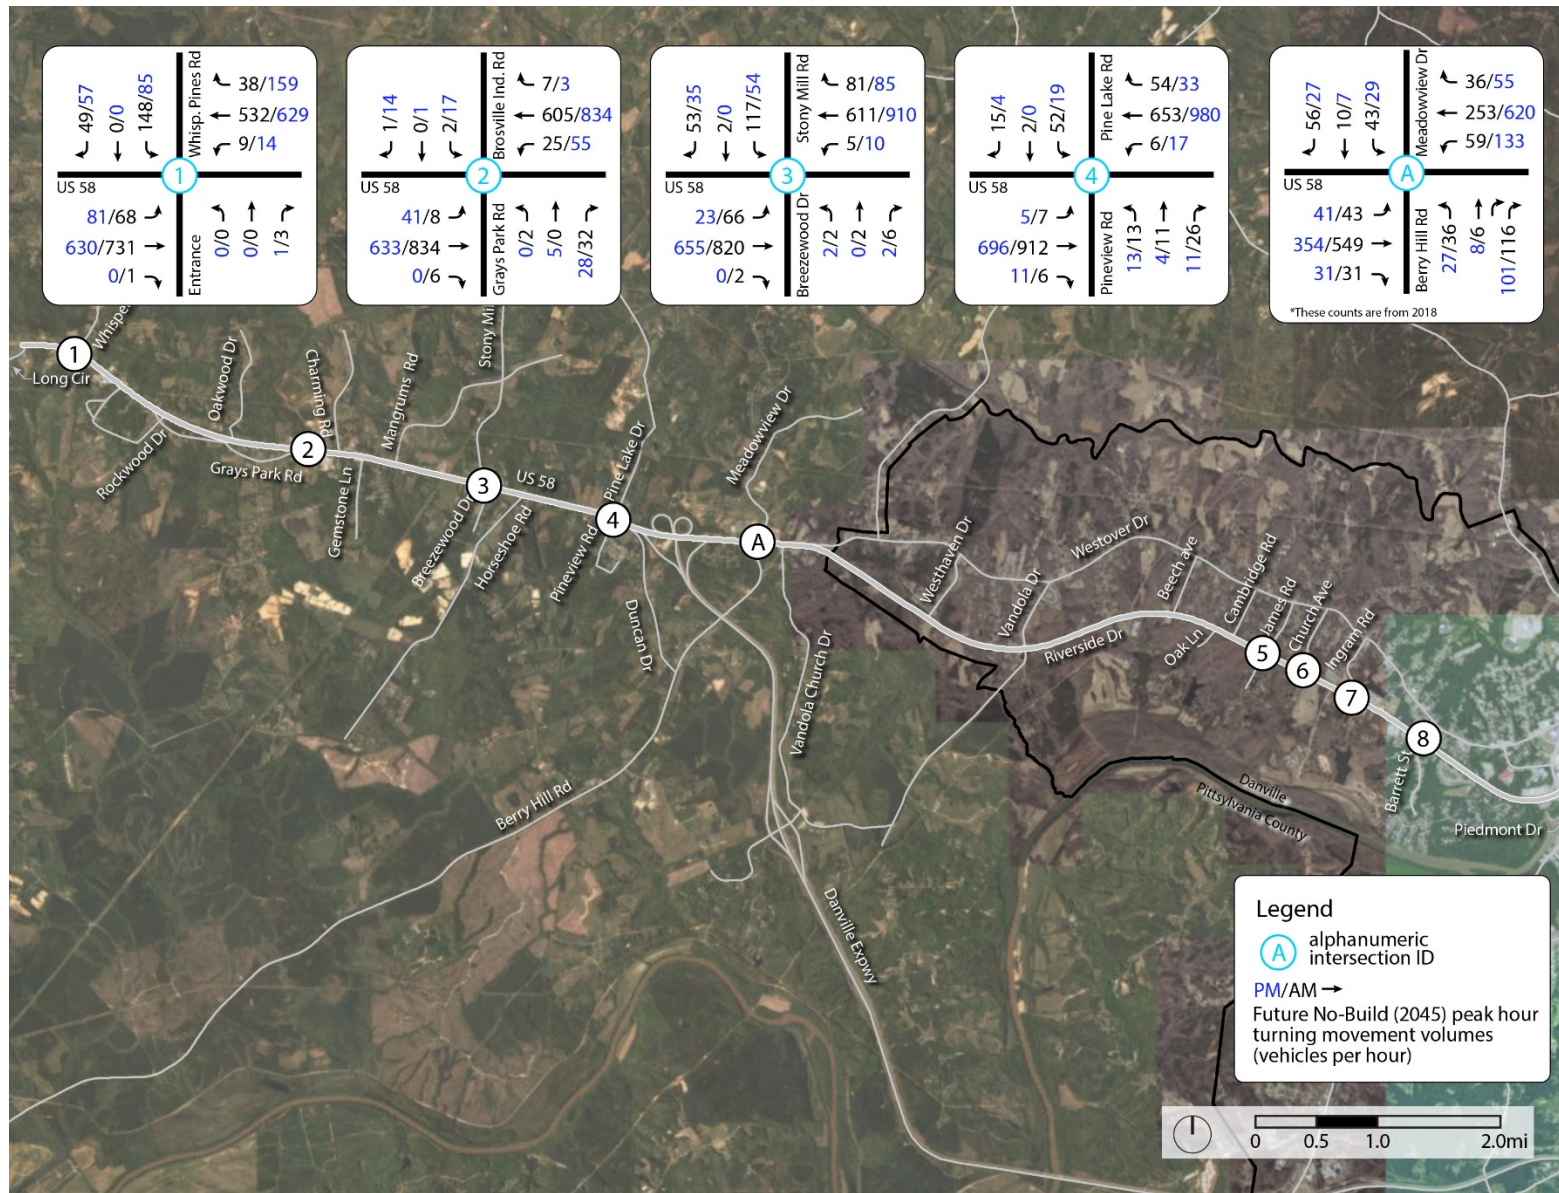 49/57
0/0
148/85
Whisp. Pines Rd
38/159
532/629
9/14
1
US 58
81/68
630/731
0/1
Entrance
0/0
0/0
1/3
1/14
0/1
2/17
Brosville Ind. Rd
7/3
605/834
25/55
2
US 58
41/8
633/834
0/6
Grays Park Rd
0/2
5/0
28/32
53/35
2/0
117/54
Stony Mill Rd
81/85
611/910
5/10
3
US 58
23/66
655/820
0/2
Breezewood Dr
2/2
0/2
2/6
15/4
2/0
52/19
Pine Lake Rd
54/33
653/980
6/17
4
US 58
5/7
696/912
11/6
Pineview Rd
13/13
4/11
11/26
56/27
10/7
43/29
Meadowview Dr
36/55
253/620
59/133
A
US 58
41/43
354/549
31/31
Berry Hill Rd
27/36
8/6
101/116
*These counts are from 2018
Whispe
1
Long Cir
Rockwood Dr
Oakwood Dr
Grays Park Rd
Charming Rd
2
Gemstone Ln
Mangrums Rd
Stony Mil
3
US 58
Breezewood Dr
Horseshoe Rd
Pineview Rd
4
Pine Lake Dr
Meadowview Dr
A
Duncan Dr
Vandola Church Dr
Berry Hill Rd
Danville Expwy
Westhaven Dr
Vandola Dr
Westover Dr
Riverside Dr
Beech ave
Oak Ln
Cambridge Rd
James Rd
5
Church Ave
6
Ingram Rd
7
8
Barrett St
Piedmont Dr
Danville
Pittsylvania County
Legend
A
alphanumeric
intersection ID
PM/AM
Future No-Build (2045) peak hour
turning movement volumes
(vehicles per hour)
0 0.5 1.0 2.0mi